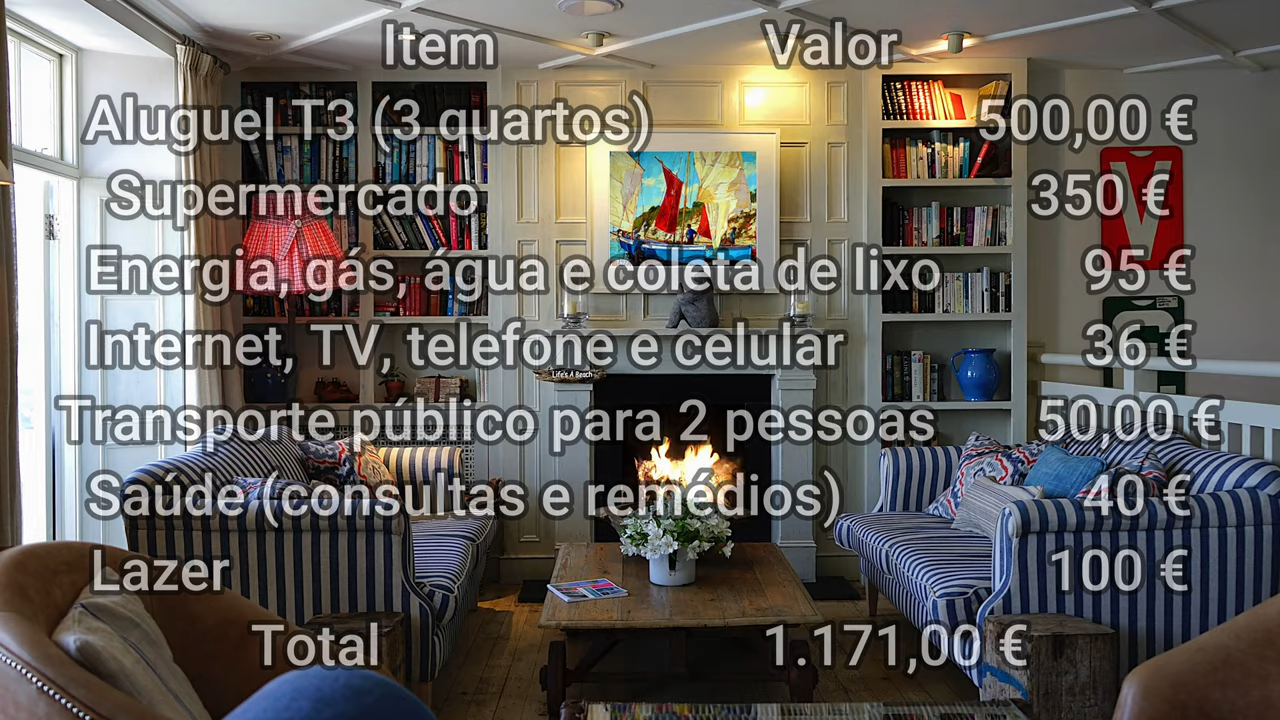 Item Valor
Aluguel T3 (3 quartos) 500,00 €
Supermercado 350 €
Energia, gás, água e coleta de lixo 95 €
Internet, TV, telefone e celular 36 €
Life's A Beach
Transporte público para 2 pessoas 50,00 €
Saúde (consultas e remédios) 40 €
Lazer 100 €
Total 1.171,00 €